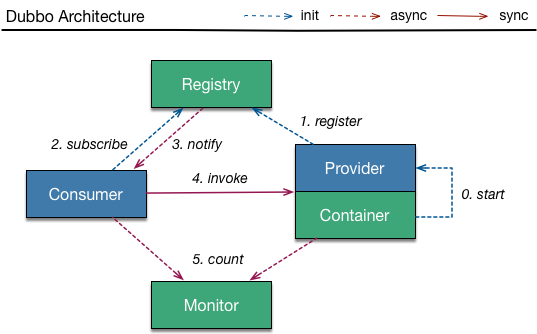 Dubbo Architecture
init
async
sync
Registry
1. register
2. subscribe
3. notify
Provider
4. invoke
Consumer
0. start
Container
5. count
Monitor